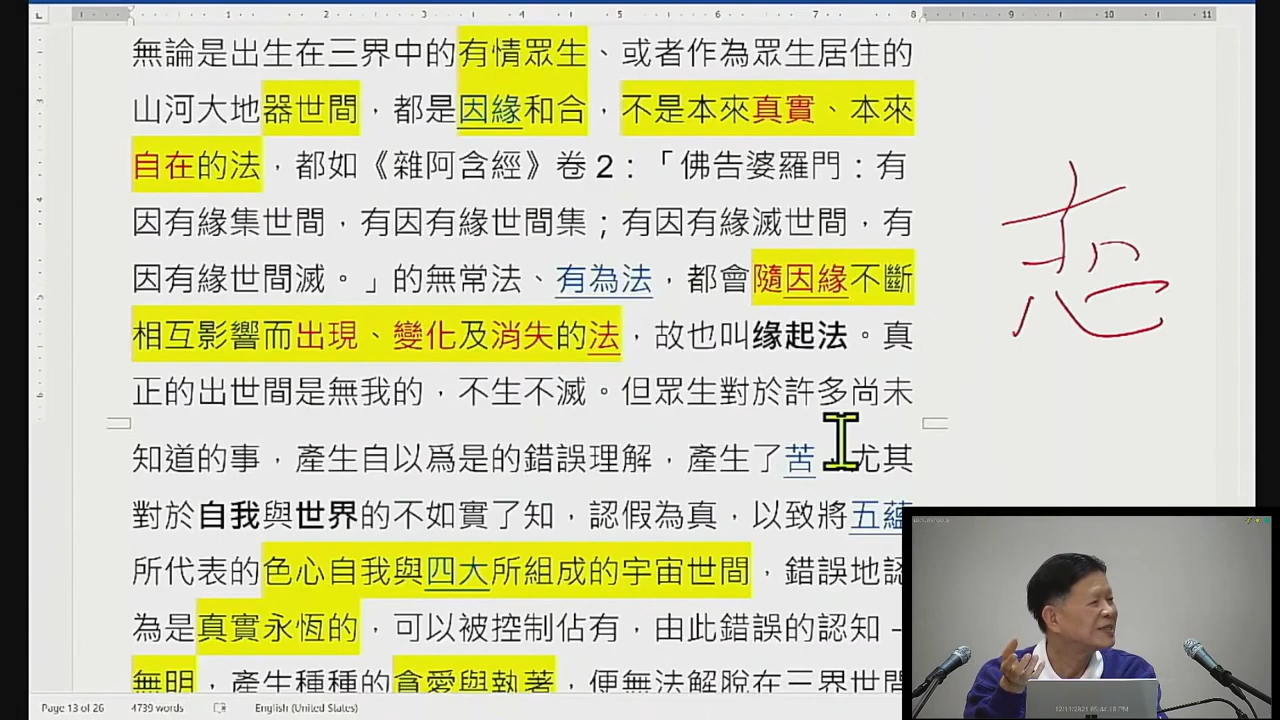 無論是出生在三界中的有情眾生、或者作為眾生居住的
山河大地器世間，都是因緣和合，不是本來真實、本來
自在的法，都如《雜阿含經》卷 2：「佛告婆羅門：有
因有緣集世間，有因有緣世間集；有因有緣滅世間，有
因有緣世間滅。」的無常法、有為法，都會隨因緣不斷
相互影響而出現、變化及消失的法，故也叫缘起法。真
正的出世間是無我的，不生不滅。但眾生對於許多尚未
知道的事，產生自以爲是的錯誤理解，產生了苦，尤其
對於自我與世界的不如實了知，認假為真，以致將五蘊
所代表的色心自我與四大所組成的宇宙世間，錯誤地認
為是真實永恆的，可以被控制佔有，由此錯誤的認知－
無明，產生種種的貪愛與執著，便無法解脫在三界世間
Page 13 of 26 4739 words English (United States)